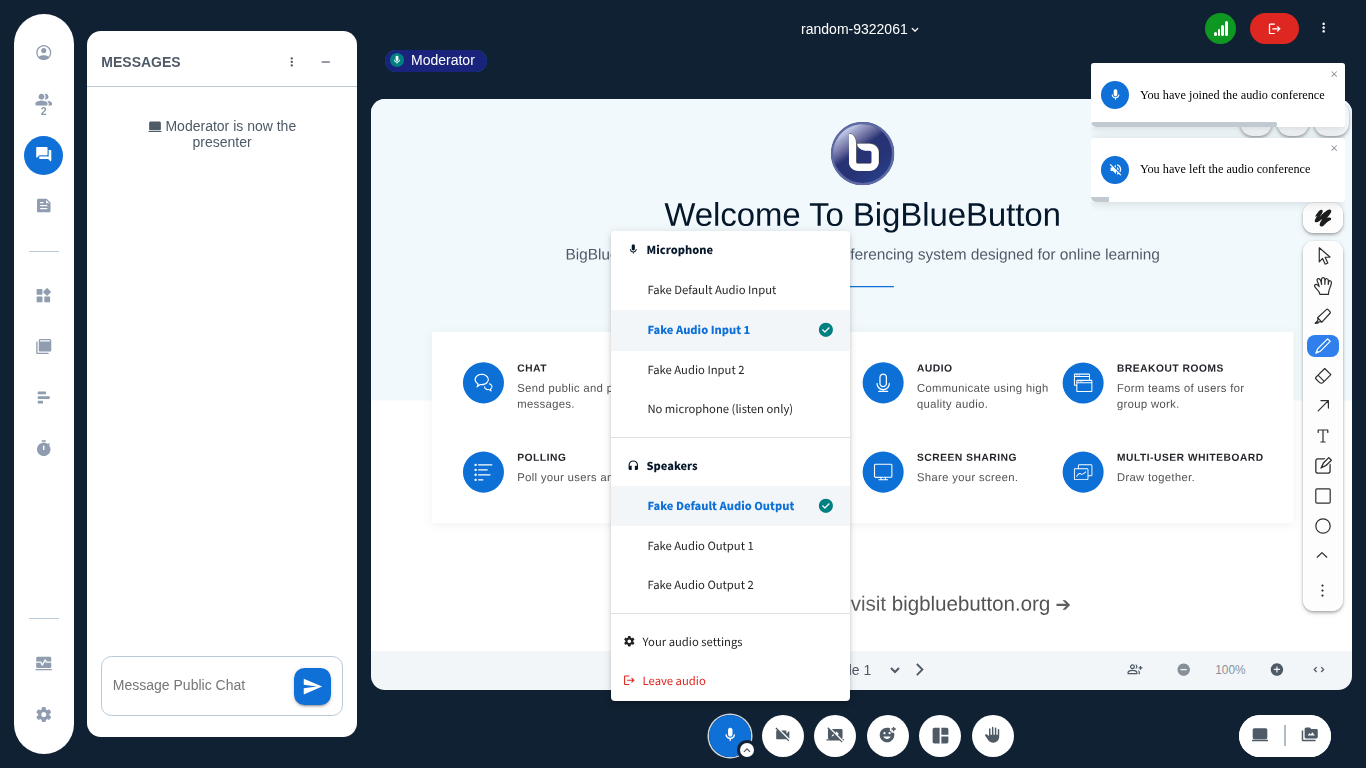 random-9322061
Moderator
MESSAGES
2
Moderator is now the
presenter
Message Public Chat
You have joined the audio conference
You have left the audio conference
Welcome To BigBlueButton
BigBlu
ferencing system designed for online learning
CHAT
Send public and p
messages.
AUDIO
Communicate using high
quality audio.
BREAKOUT ROOMS
Form teams of users for
group work.
POLLING
Poll your users an
SCREEN SHARING
Share your screen.
MULTI-USER WHITEBOARD
Draw together.
visit bigbluebutton.org ➔
Microphone
Fake Default Audio Input
Fake Audio Input 1
Fake Audio Input 2
No microphone (listen only)
Speakers
Fake Default Audio Output
Fake Audio Output 1
Fake Audio Output 2
Your audio settings
Leave audio
de 1
100%